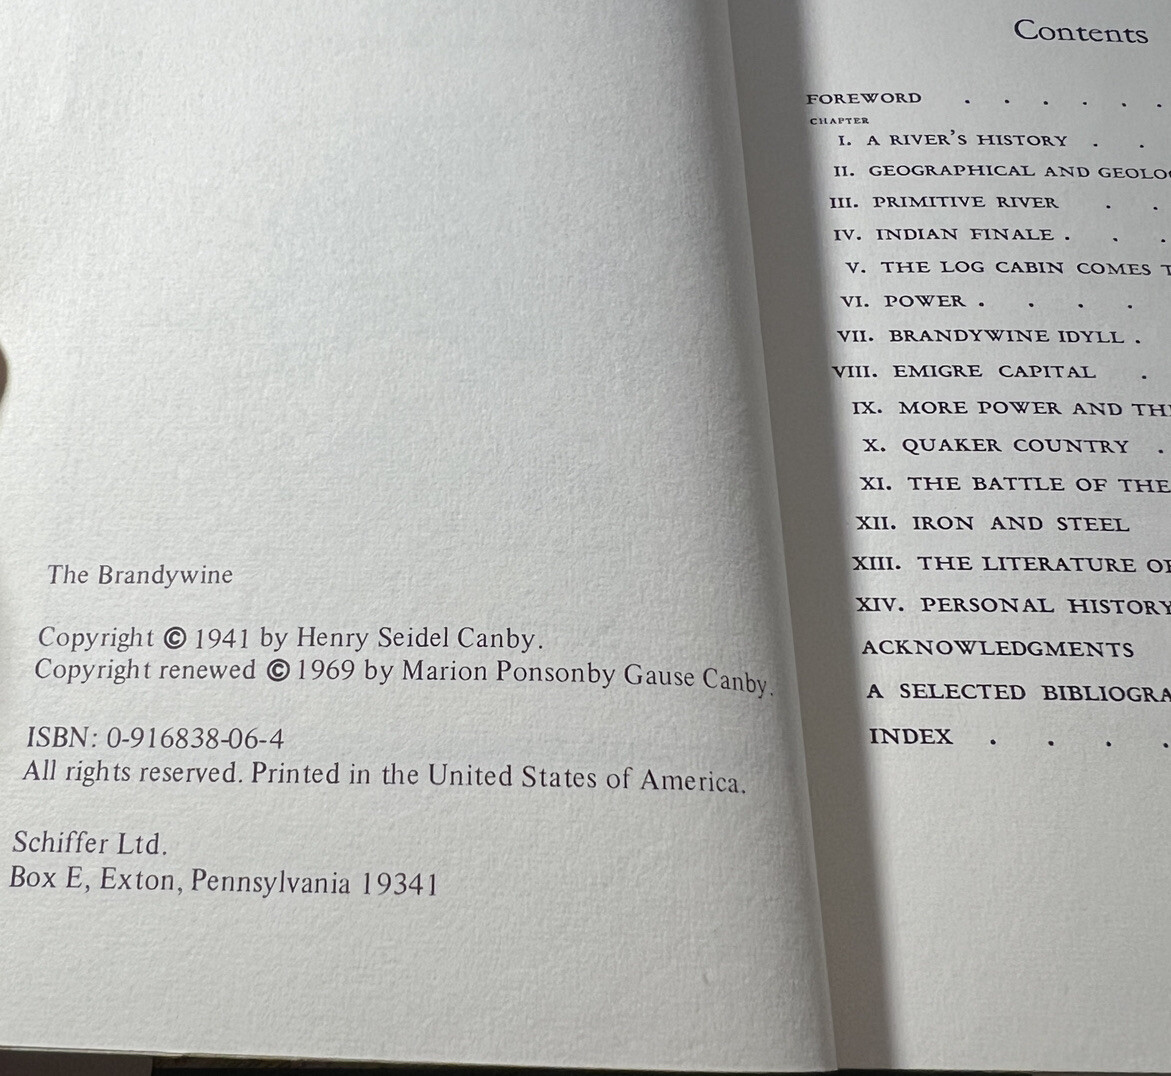 The Brandywine
Copyright © 1941 by Henry Seidel Canby.
Copyright renewed © 1969 by Marion Ponsonby Gause Canby.
ISBN: 0-916838-06-4
All rights reserved. Printed in the United States of America.
Schiffer Ltd.
Box E, Exton, Pennsylvania 19341
Contents
FOREWORD . . . . . .
CHAPTER
I. A RIVER'S HISTORY . .
II. GEOGRAPHICAL AND
III. PRIMITIVE RIVER . .
IV. INDIAN FINALE . . .
V. THE LOG CABIN COMES
VI. POWER . . . .
VII. BRANDYWINE IDYLL .
VIII. EMIGRE CAPITAL .
IX. MORE POWER AND
X. QUAKER COUNTRY .
XI. THE BATTLE OF THE
XII. IRON AND STEEL
XIII. THE LITERATURE
XIV. PERSONAL HISTORY
ACKNOWLEDGMENTS
A SELECTED
INDEX . . . .